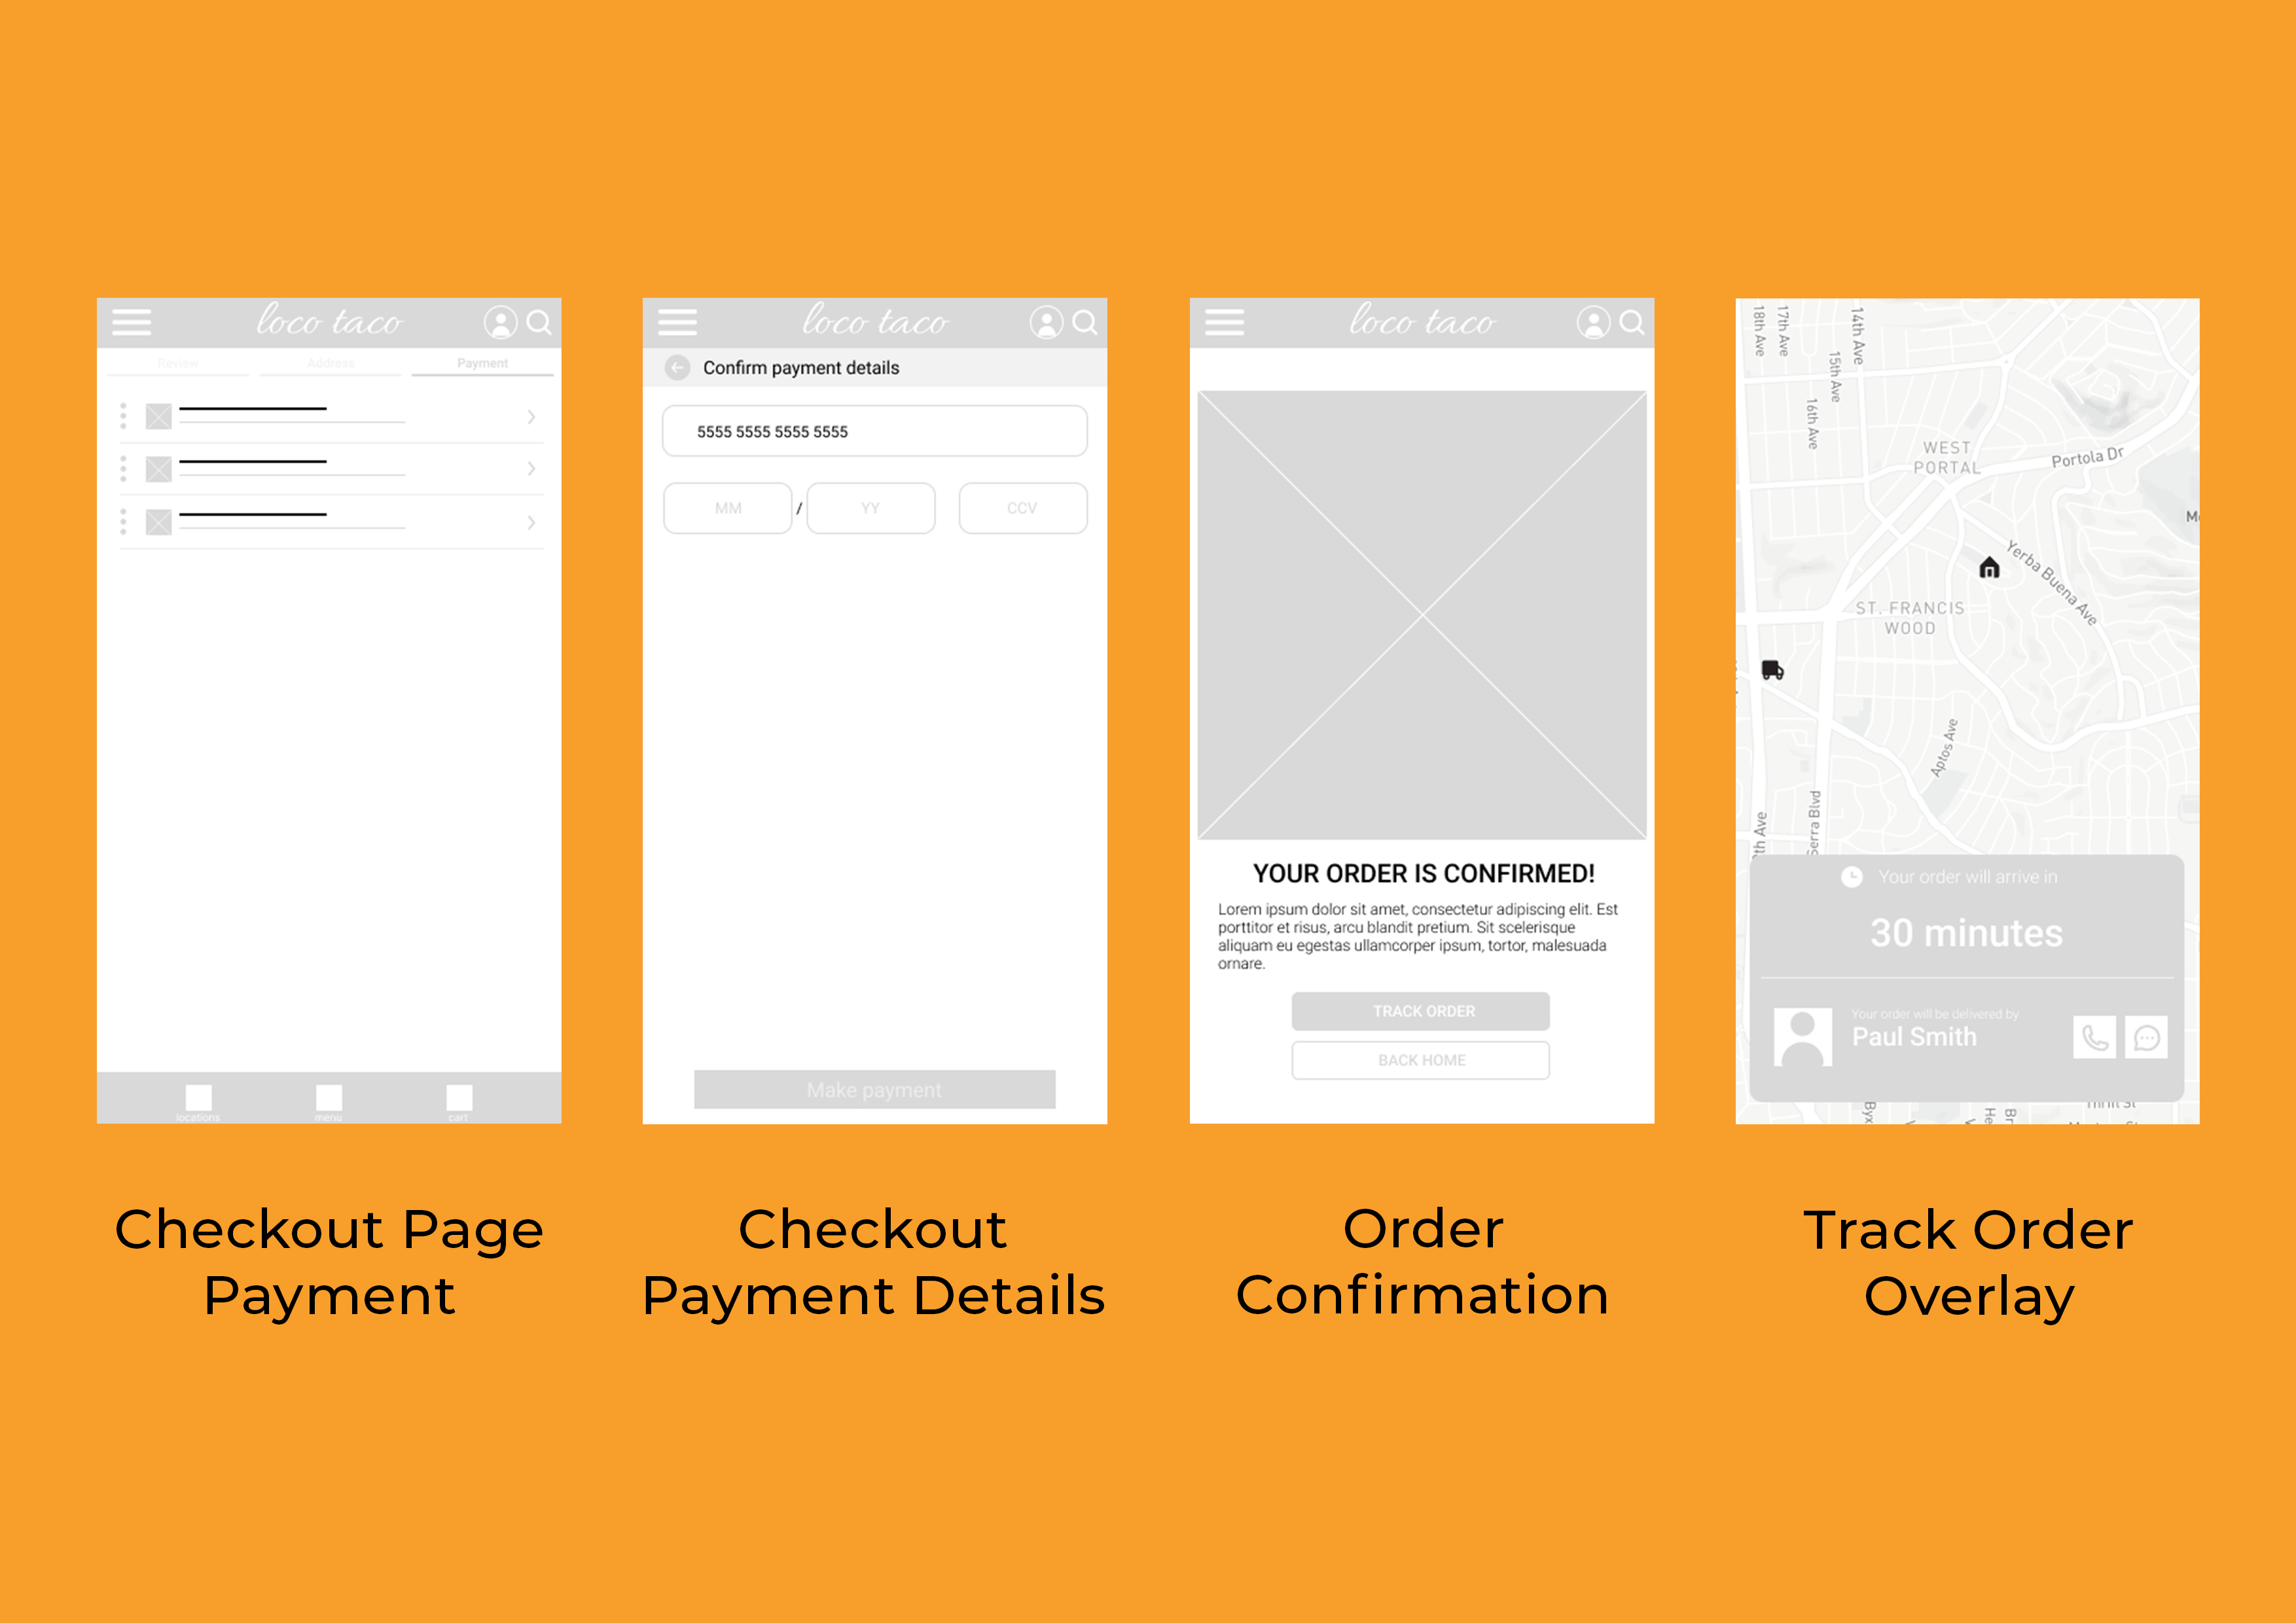 loco taco
Review Address Payment
locations menu cart
Checkout Page
Payment
loco taco
Confirm payment details
5555 5555 5555 5555
MM / YY CCV
Make payment
Checkout
Payment Details
loco taco
YOUR ORDER IS CONFIRMED!
Lorem ipsum dolor sit amet, consectetur adipiscing elit. Est
porttitor et risus, arcu blandit pretium. Sit scelerisque
aliquam eu egestas ullamcorper ipsum, tortor, malesuada
ornare.
TRACK ORDER
BACK HOME
Order
Confirmation
18th Ave
17th Ave
14th Ave
15th Ave
16th Ave
WEST
PORTAL
Portola Dr
Yerba Buena Ave
ST. FRANCIS
WOOD
Aptos Ave
Serra Blvd
th Ave
Your order will arrive in
30 minutes
Your order will be delivered by
Paul Smith
Track Order
Overlay